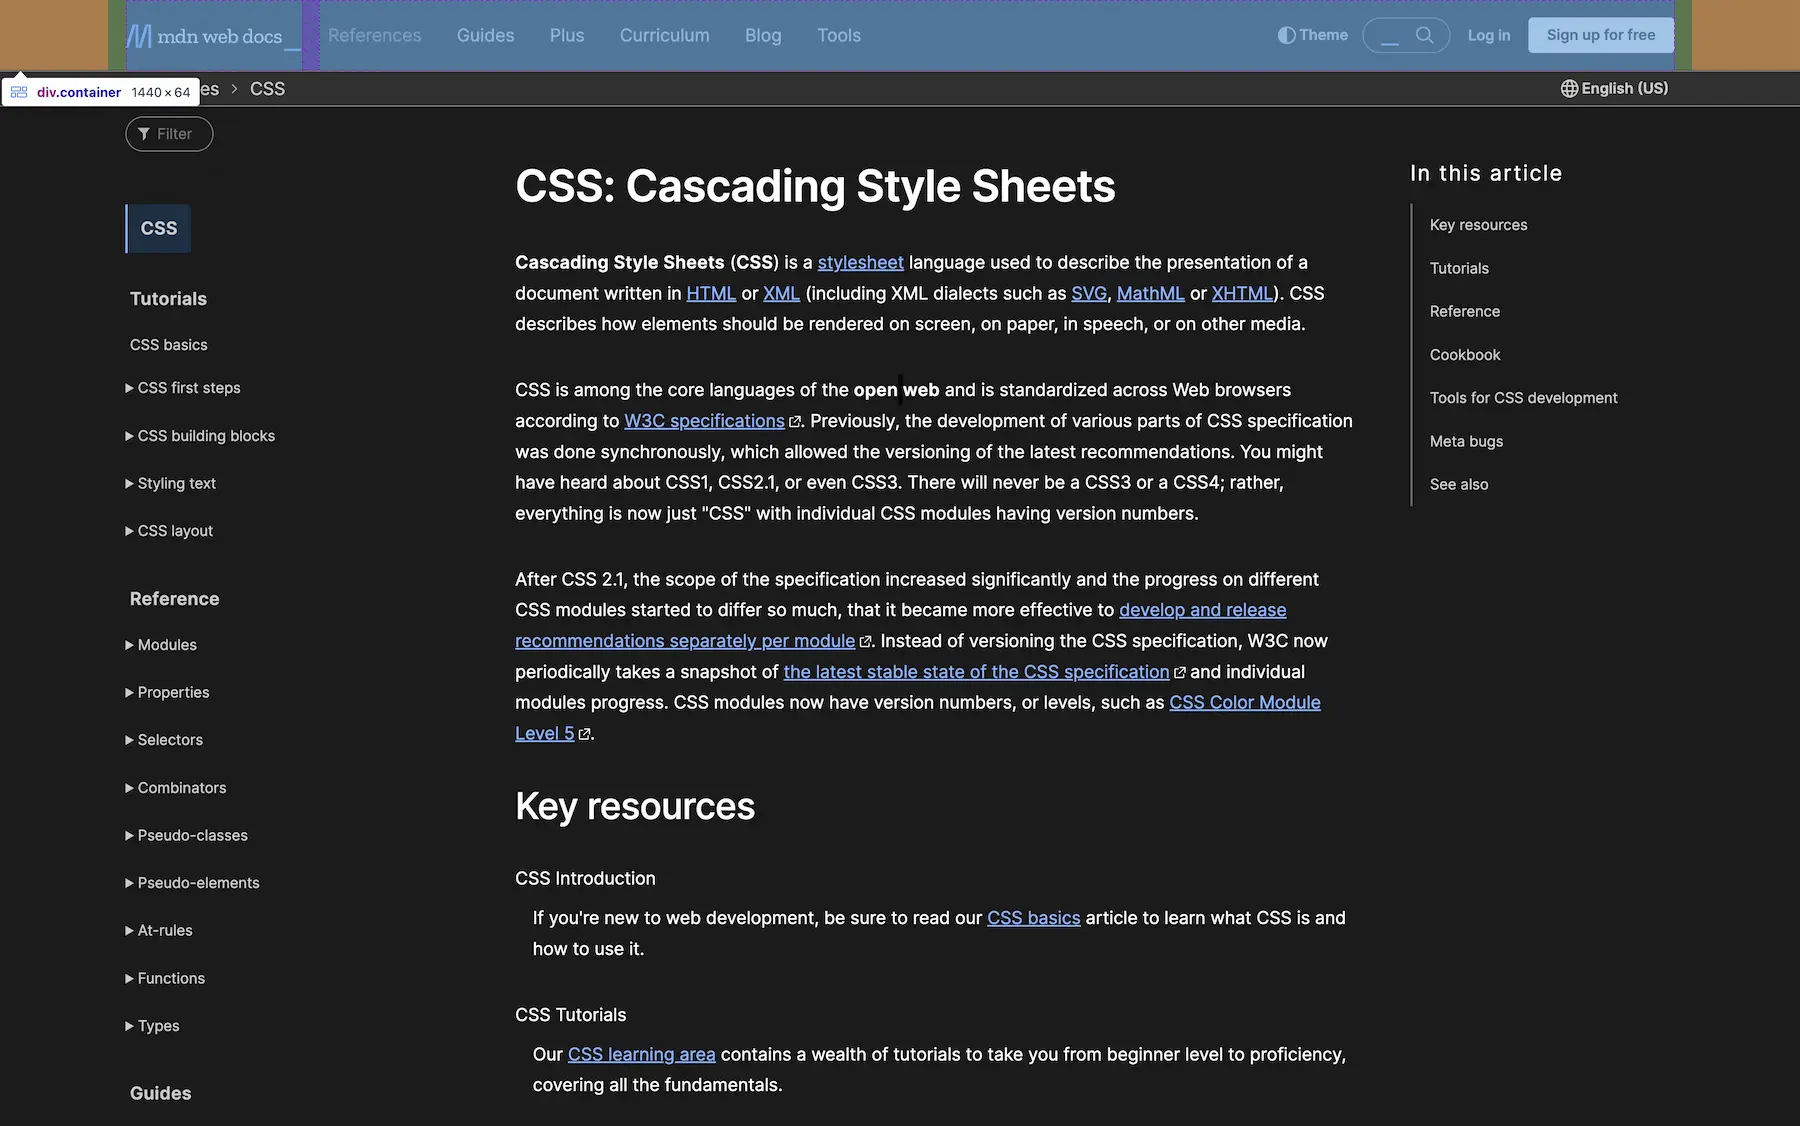 mdn web docs_
References
Guides
Plus
Curriculum
Blog
Tools
Theme
Log in
Sign up for free
div.container 1440×64
es > CSS
English (US)
Filter
CSS
Tutorials
CSS basics
CSS first steps
CSS building blocks
Styling text
CSS layout
Reference
Modules
Properties
Selectors
Combinators
Pseudo-classes
Pseudo-elements
At-rules
Functions
Types
Guides
CSS: Cascading Style Sheets
Cascading Style Sheets (CSS) is a stylesheet language used to describe the presentation of a
document written in HTML or XML (including XML dialects such as SVG, MathML or XHTML). CSS
describes how elements should be rendered on screen, on paper, in speech, or on other media.
CSS is among the core languages of the open web and is standardized across Web browsers
according to W3C specifications. Previously, the development of various parts of CSS specification
was done synchronously, which allowed the versioning of the latest recommendations. You might
have heard about CSS1, CSS2.1, or even CSS3. There will never be a CSS3 or a CSS4; rather,
everything is now just "CSS" with individual CSS modules having version numbers.
After CSS 2.1, the scope of the specification increased significantly and the progress on different
CSS modules started to differ so much, that it became more effective to develop and release
recommendations separately per module. Instead of versioning the CSS specification, W3C now
periodically takes a snapshot of the latest stable state of the CSS specification and individual
modules progress. CSS modules now have version numbers, or levels, such as CSS Color Module
Level 5.
Key resources
CSS Introduction
If you're new to web development, be sure to read our CSS basics article to learn what CSS is and
how to use it.
CSS Tutorials
Our CSS learning area contains a wealth of tutorials to take you from beginner level to proficiency,
covering all the fundamentals.
In this article
Key resources
Tutorials
Reference
Cookbook
Tools for CSS development
Meta bugs
See also